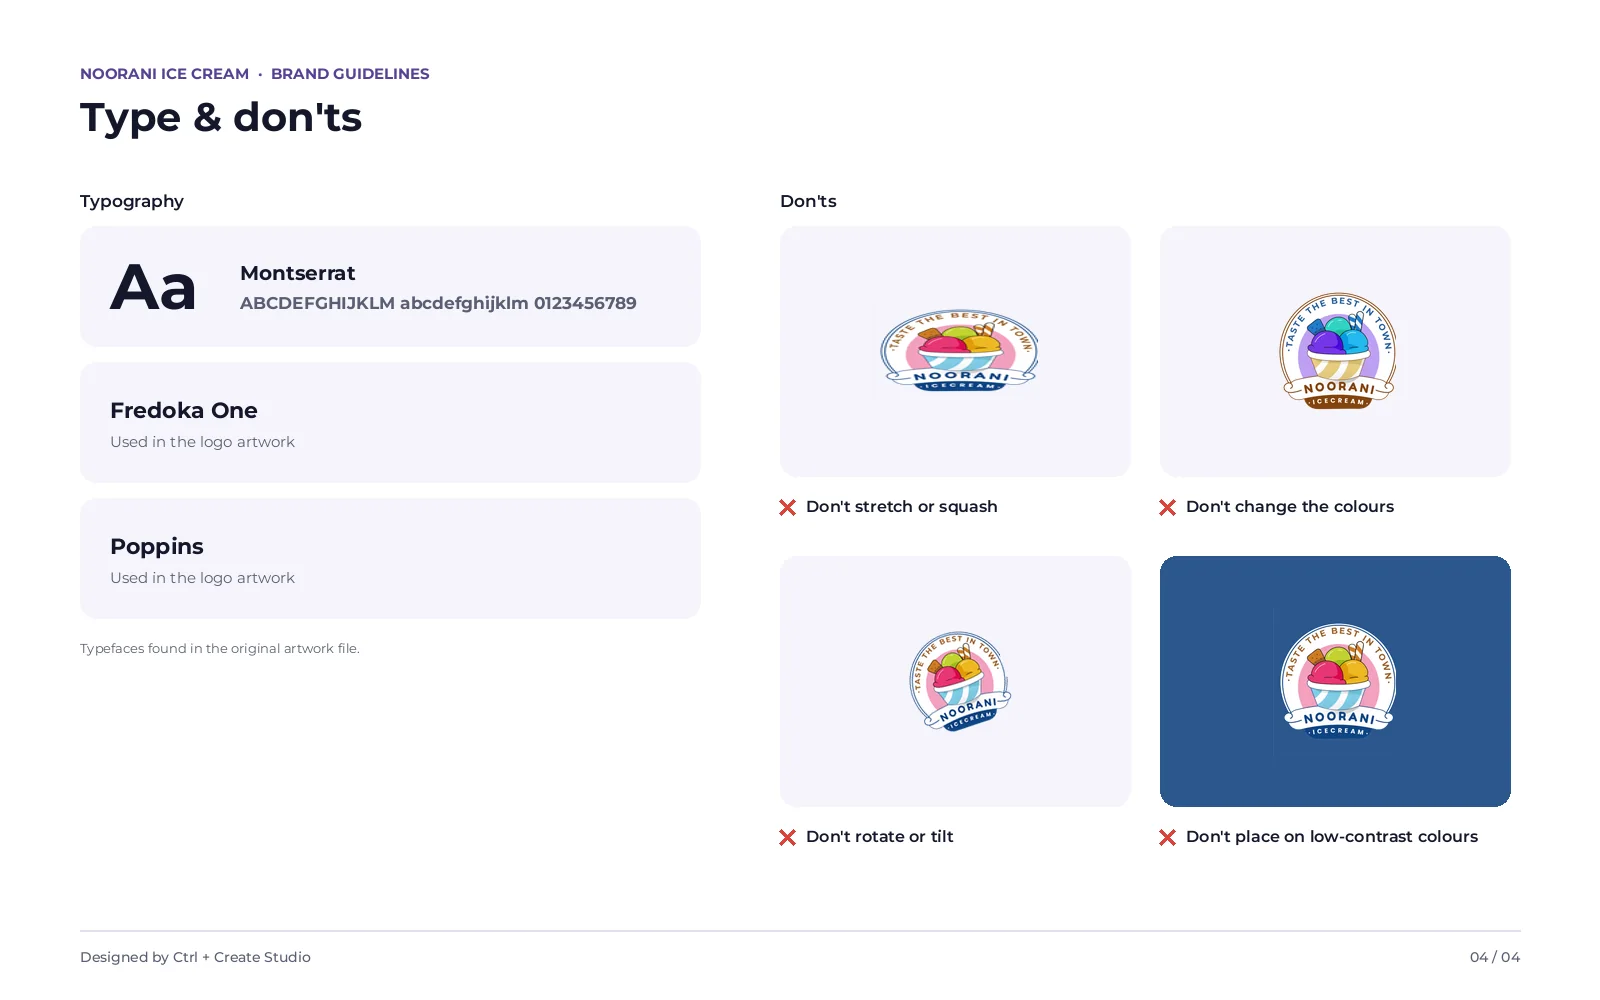 NOORANI ICE CREAM · BRAND GUIDELINES
Type & don'ts
Typography
Aa
Montserrat
ABCDEFGHIJKLM abcdefghijklm 0123456789
Fredoka One
Used in the logo artwork
Poppins
Used in the logo artwork
Typefaces found in the original artwork file.
Don'ts
·TASTE THE BEST IN TOWN·
NOORANI
·ICECREAM·
❌ Don't stretch or squash
·TASTE THE BEST IN TOWN·
NOORANI
·ICECREAM·
❌ Don't change the colours
·TASTE THE BEST IN TOWN·
NOORANI
·ICECREAM·
❌ Don't rotate or tilt
·TASTE THE BEST IN TOWN·
NOORANI
·ICECREAM·
❌ Don't place on low-contrast colours
Designed by Ctrl + Create Studio
04 / 04